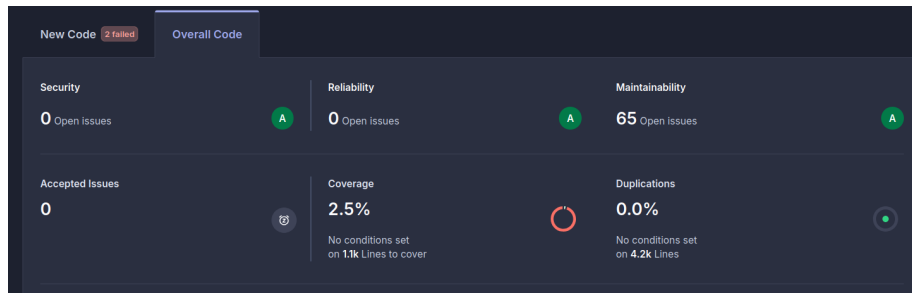 New Code 2 failed Overall Code
Security Reliability Maintainability
0 Open issues A 0 Open issues A 65 Open issues A
Accepted Issues Coverage Duplications
0 2.5% 0.0%
No conditions set No conditions set
on 1.1k Lines to cover on 4.2k Lines